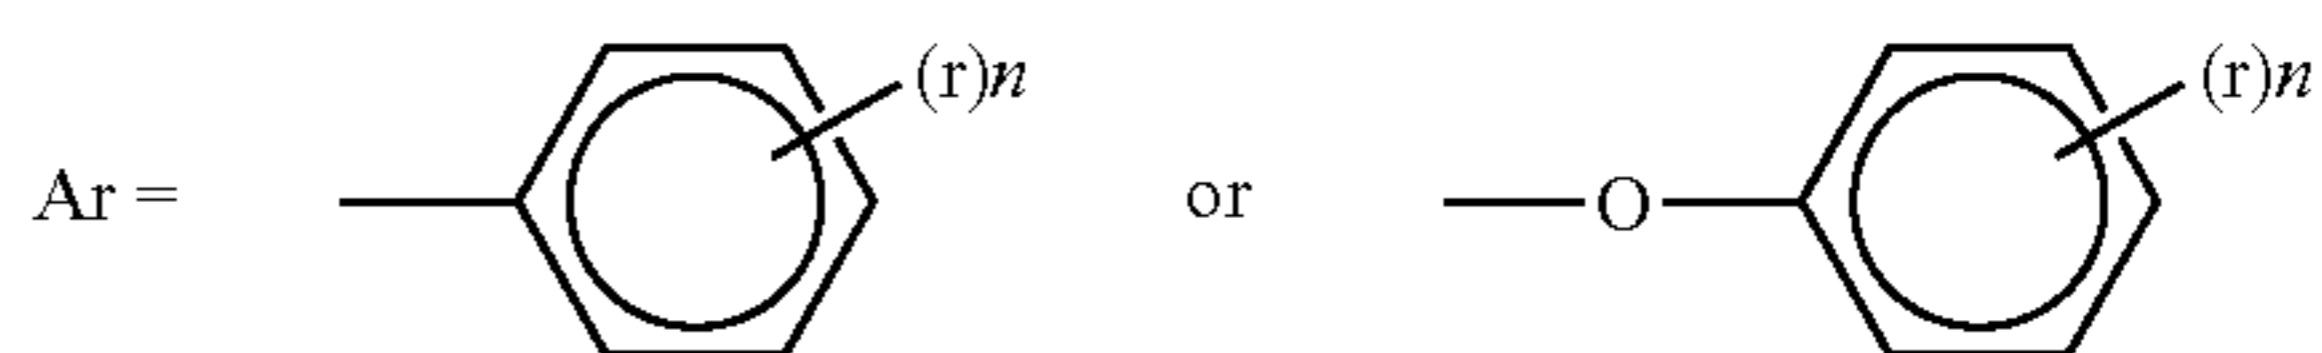 (r)n (r)n
Ar = or O